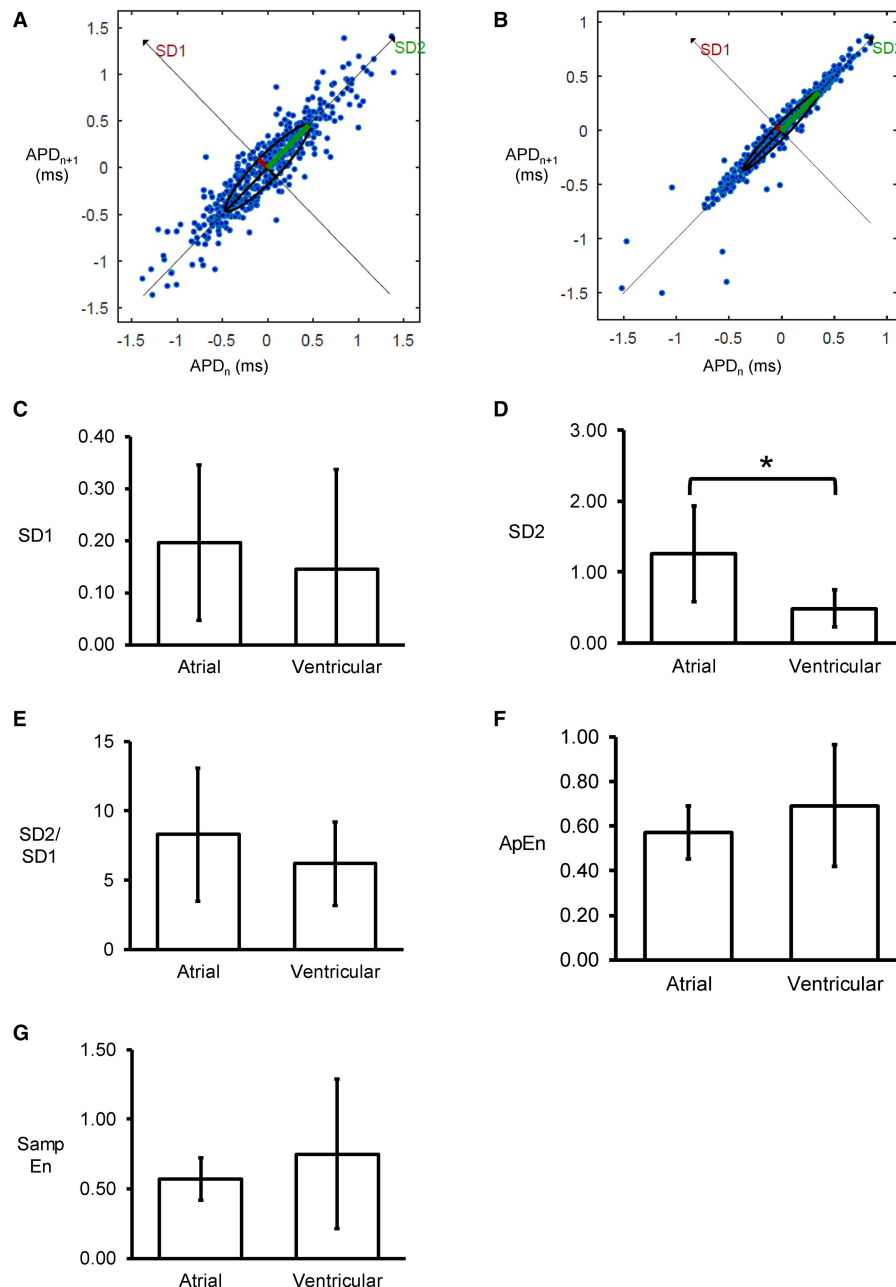 A
1.5
1
0.5
0
-0.5
-1
-1.5
SD1
SD2
APDn+1
(ms)
-1.5 -1 -0.5 0 0.5 1 1.5
APDn (ms)
B
1
0.5
0
-0.5
-1
-1.5
SD1
SD2
APDn+1
(ms)
-1.5 -1 -0.5 0 0.5 1
APDn (ms)
C
0.40
0.30
0.20
0.10
0.00
SD1
Atrial Ventricular
D
3.00
2.00
1.00
0.00
SD2
*
Atrial Ventricular
E
15
10
5
0
SD2/
SD1
Atrial Ventricular
F
1.00
0.80
0.60
0.40
0.20
0.00
ApEn
Atrial Ventricular
G
1.50
1.00
0.50
0.00
Samp
En
Atrial Ventricular